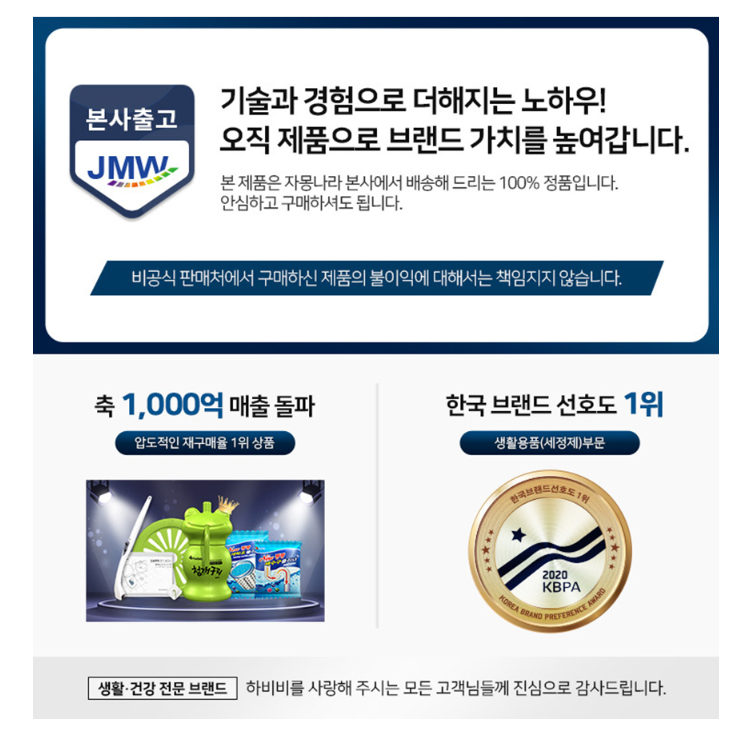 본사출고
JMW
기술과 경험으로 더해지는 노하우!
오직 제품으로 브랜드 가치를 높여갑니다.
본 제품은 자몽나라 본사에서 배송해 드리는 100% 정품입니다.
안심하고 구매하셔도 됩니다.
비공식 판매처에서 구매하신 제품의 불이익에 대해서는 책임지지 않습니다.
축 1,000억 매출 돌파
압도적인 재구매율 1위 상품
한국 브랜드 선호도 1위
생활용품(세정제)부문
한국브랜드선호도 1위
2020
KBPA
KOREA BRAND PREFERENCE AWARD
생활·건강 전문 브랜드
하비비를 사랑해 주시는 모든 고객님들께 진심으로 감사드립니다.